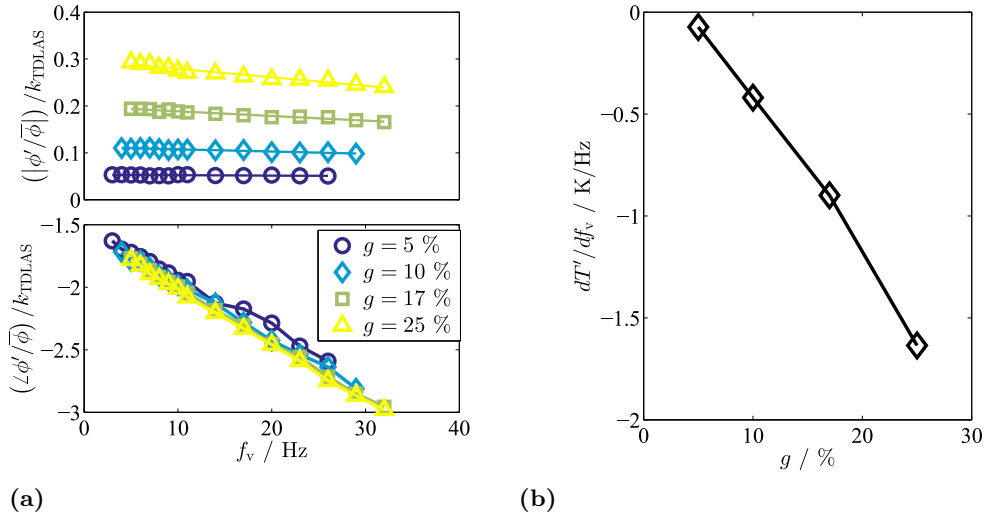 0.4
0.3
0.2
0.1
0
(|ϕ′/ϕ̅|) /k_TDLAS
−1.5
−2
−2.5
−3
(∠ϕ′/ϕ̅) /k_TDLAS
g = 5 %
g = 10 %
g = 17 %
g = 25 %
0 10 20 30 40
f_v / Hz
(a)
0
−0.5
−1
−1.5
−2
dT′/df_v / K/Hz
0 10 20 30
g / %
(b)